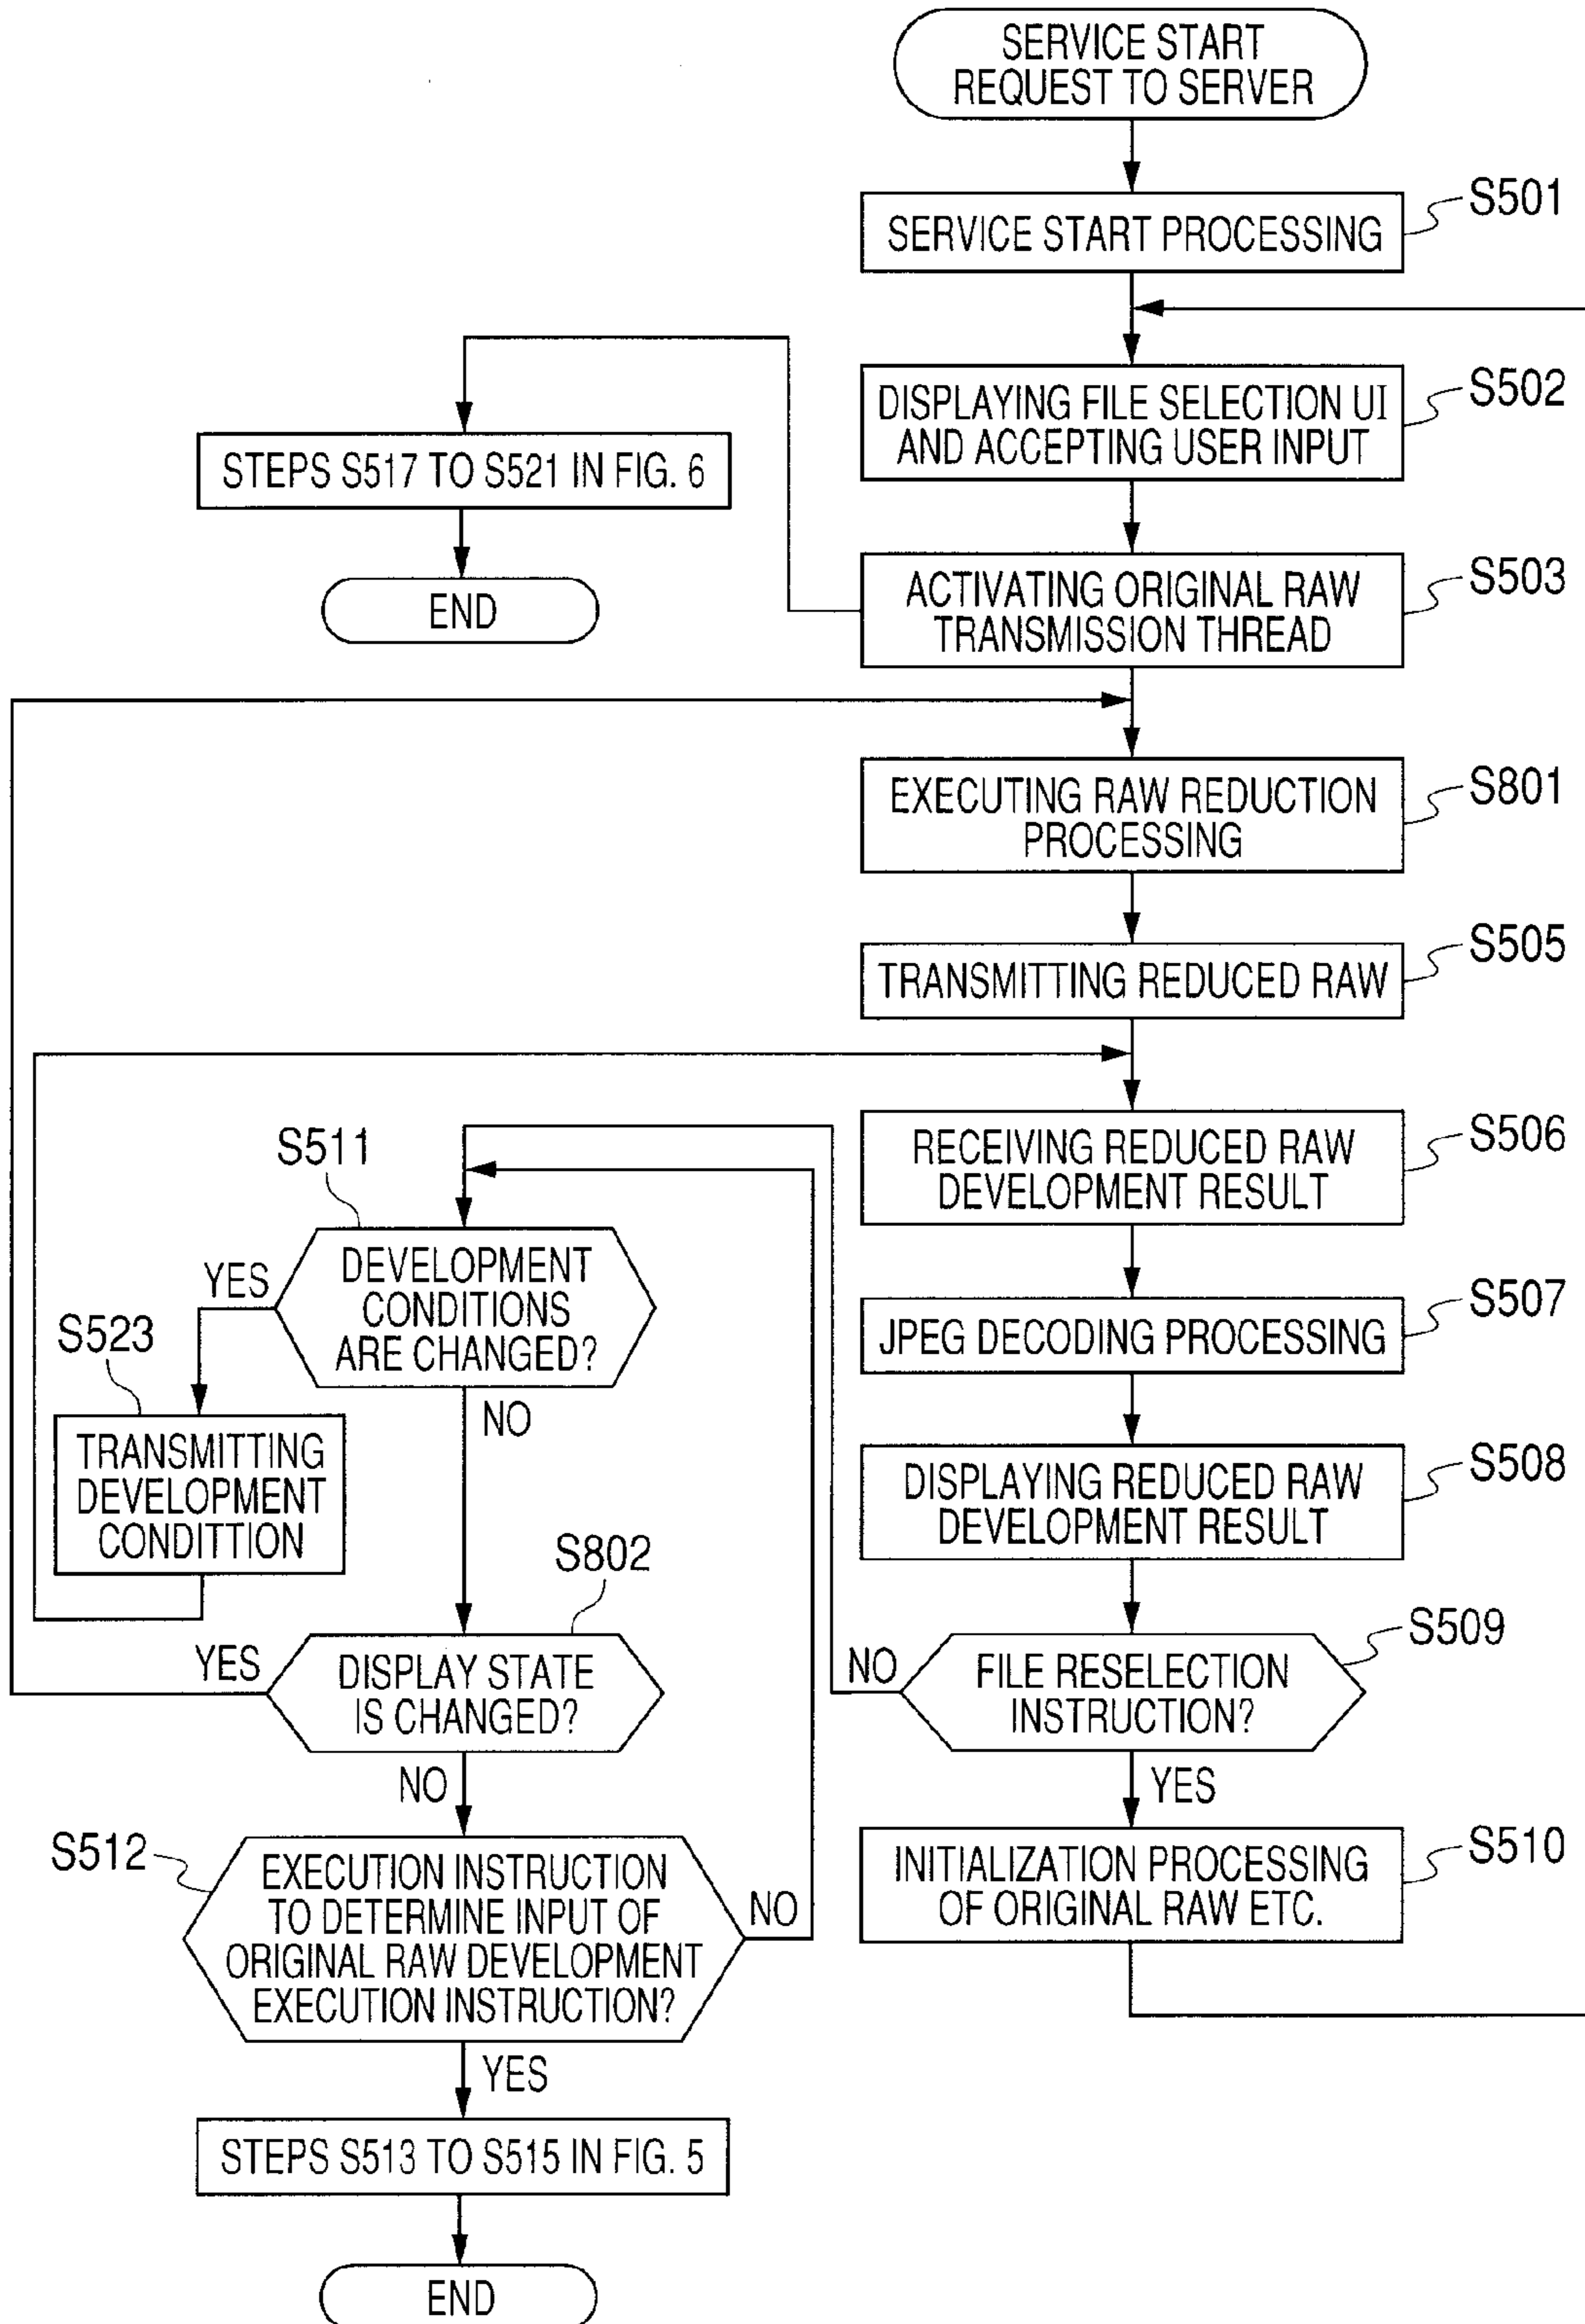 SERVICE START
REQUEST TO SERVER
S501
SERVICE START PROCESSING
S502
DISPLAYING FILE SELECTION UI
AND ACCEPTING USER INPUT
STEPS S517 TO S521 IN FIG. 6
END
S503
ACTIVATING ORIGINAL RAW
TRANSMISSION THREAD
S801
EXECUTING RAW REDUCTION
PROCESSING
S505
TRANSMITTING REDUCED RAW
S506
RECEIVING REDUCED RAW
DEVELOPMENT RESULT
S507
JPEG DECODING PROCESSING
S508
DISPLAYING REDUCED RAW
DEVELOPMENT RESULT
S509
FILE RESELECTION
INSTRUCTION?
NO
YES
S510
INITIALIZATION PROCESSING
OF ORIGINAL RAW ETC.
S511
DEVELOPMENT
CONDITIONS
ARE CHANGED?
YES
NO
S523
TRANSMITTING
DEVELOPMENT
CONDITTION
S802
DISPLAY STATE
IS CHANGED?
YES
NO
S512
EXECUTION INSTRUCTION
TO DETERMINE INPUT OF
ORIGINAL RAW DEVELOPMENT
EXECUTION INSTRUCTION?
NO
YES
STEPS S513 TO S515 IN FIG. 5
END